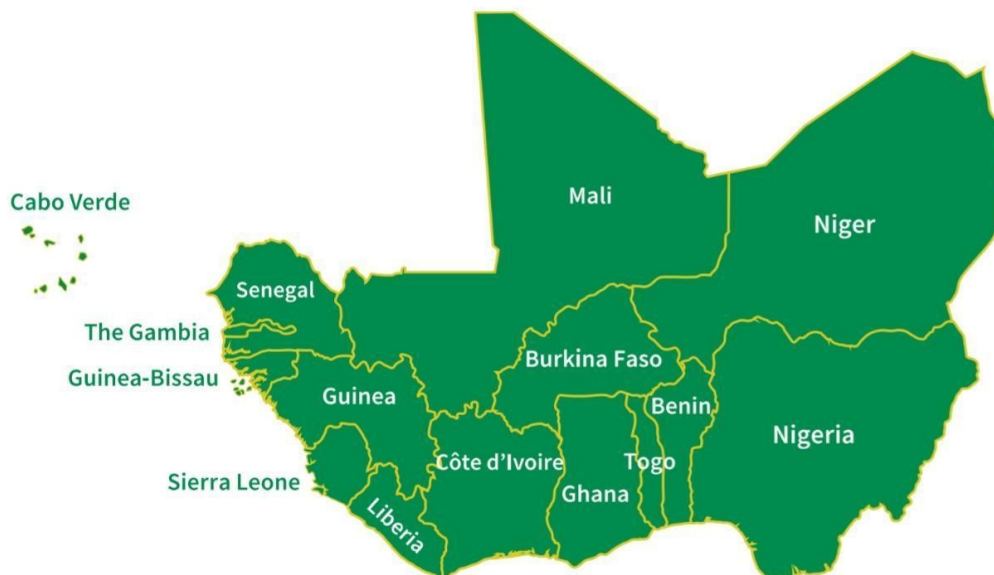 Mali
Cabo Verde
Niger
Senegal
The Gambia
Burkina Faso
Guinea-Bissau
Guinea
Benin
Nigeria
Côte d’Ivoire
Togo
Sierra Leone
Ghana
Liberia